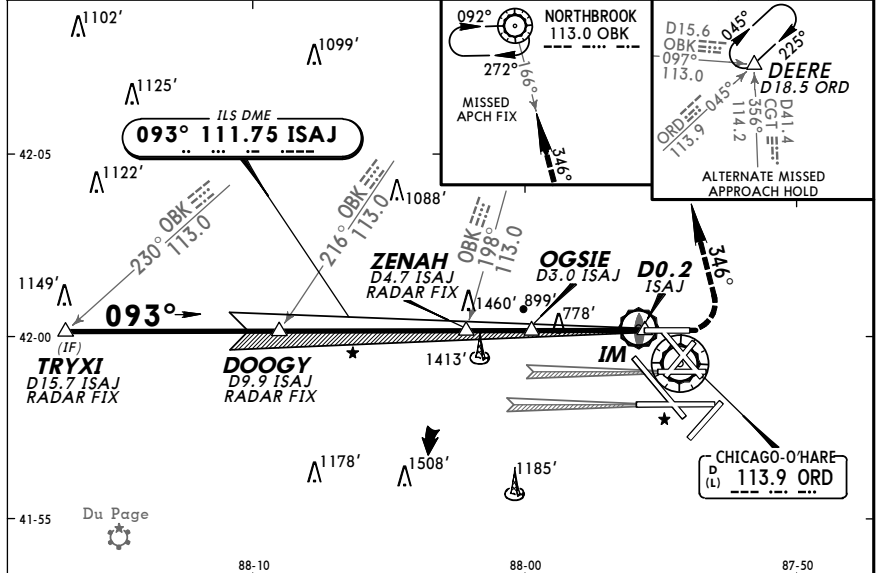 1102'
1099'
1125'
ILS DME
093° 111.75 ISAJ
42-05
1122'
1088'
230° OBK
113.0
216° OBK
113.0
OBK
198°
113.0
092°
NORTHBROOK
113.0 OBK
272°
166°
MISSED
APCH FIX
346°
D15.6
OBK
097°
113.0
045°
225°
DEERE
D18.5 ORD
ORD
045°
113.9
D41.4
CGT
356°
114.2
ALTERNATE MISSED
APPROACH HOLD
346°
ZENAH
D4.7 ISAJ
RADAR FIX
OGSIE
D3.0 ISAJ
D0.2
ISAJ
1149'
1460'
899'
778'
093°
42-00
(IF)
TRYXI
D15.7 ISAJ
RADAR FIX
DOOGY
D9.9 ISAJ
RADAR FIX
1413'
IM
CHICAGO-O'HARE
D
(L)
113.9 ORD
1178'
1508'
1185'
Du Page
41-55
88-10
88-00
87-50